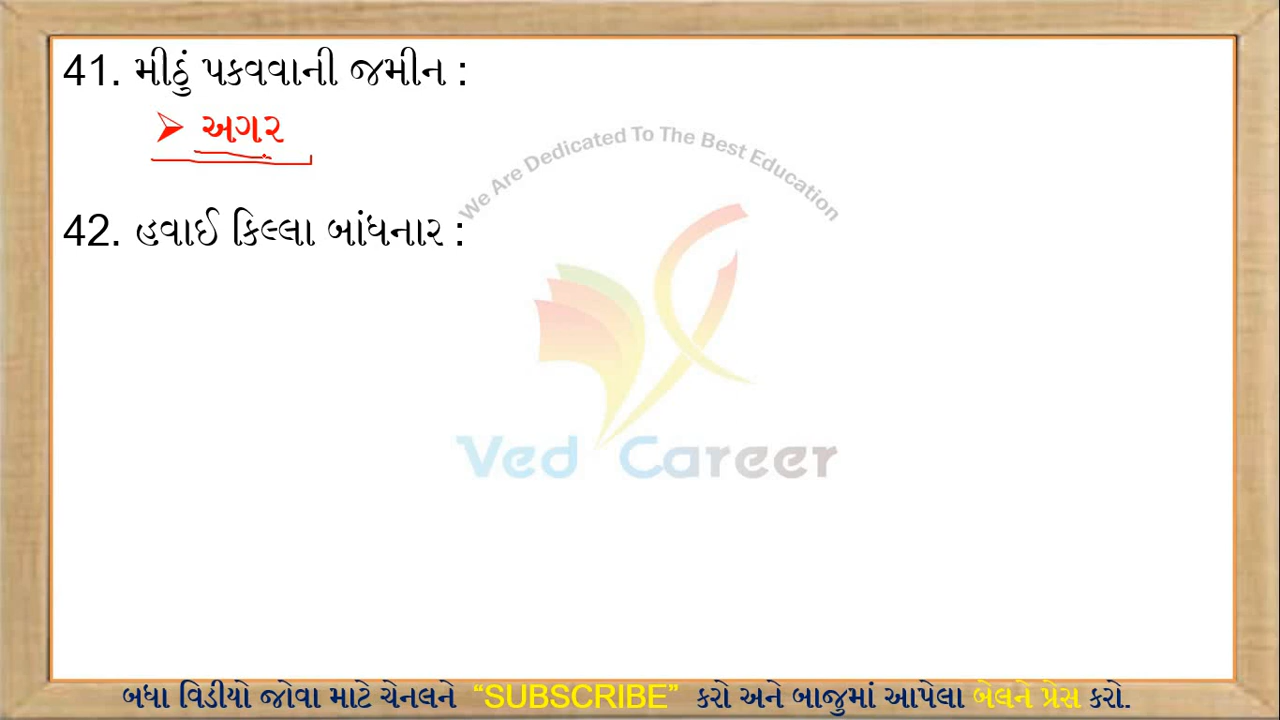 41. મીઠું પકવવાની જમીન :
➢ અગર
We Are Dedicated To The Best Education
42. હવાઈ કિલ્લા બાંધનાર :
Ved Career
બધા વિડીયો જોવા માટે ચેનલને “SUBSCRIBE” કરો અને બાજુમાં આપેલા બેલને પ્રેસ કરો.